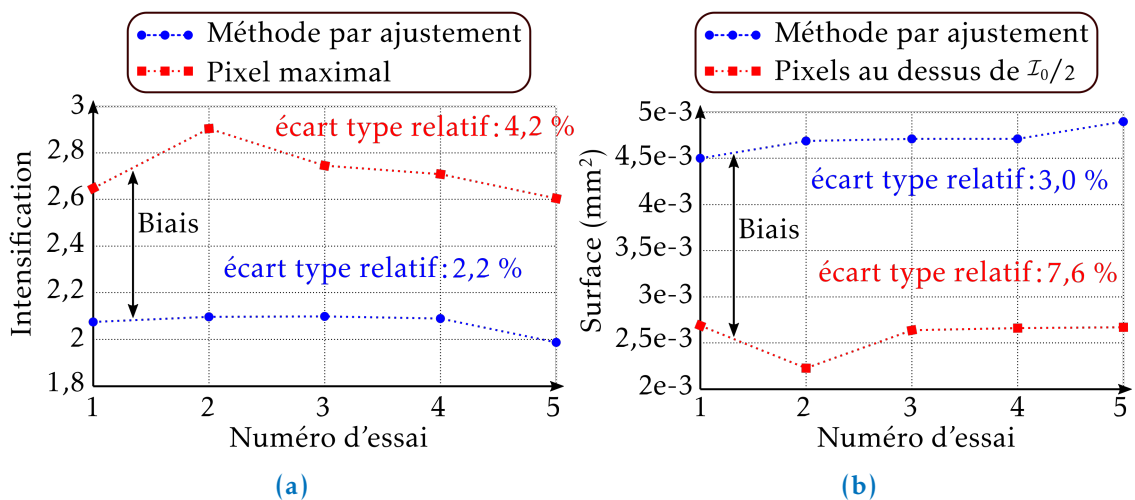 Méthode par ajustement
Pixel maximal
3
2,8
2,6
2,4
2,2
2
1,8
Intensification
écart type relatif : 4,2 %
Biais
écart type relatif : 2,2 %
1 2 3 4 5
Numéro d'essai
(a)
Méthode par ajustement
Pixels au dessus de I₀/2
5e-3
4,5e-3
4e-3
3,5e-3
3e-3
2,5e-3
2e-3
Surface (mm²)
écart type relatif : 3,0 %
Biais
écart type relatif : 7,6 %
1 2 3 4 5
Numéro d'essai
(b)